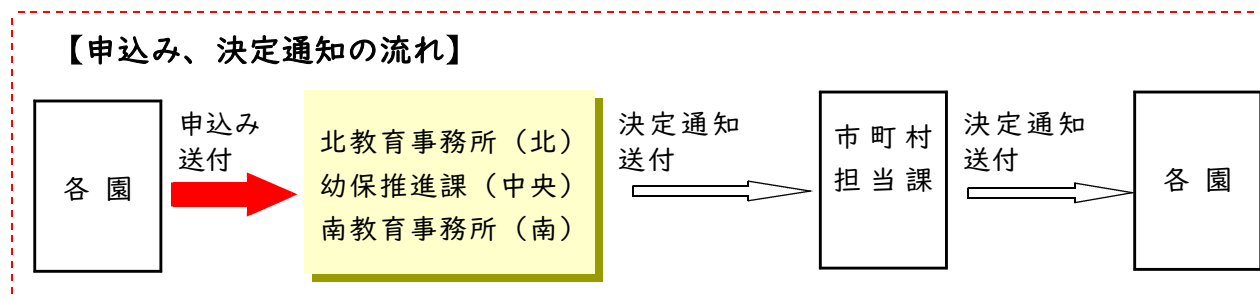 【申込み、決定通知の流れ】
各園
申込み
送付
北教育事務所（北）
幼保推進課（中央）
南教育事務所（南）
決定通知
送付
市町村
担当課
決定通知
送付
各園